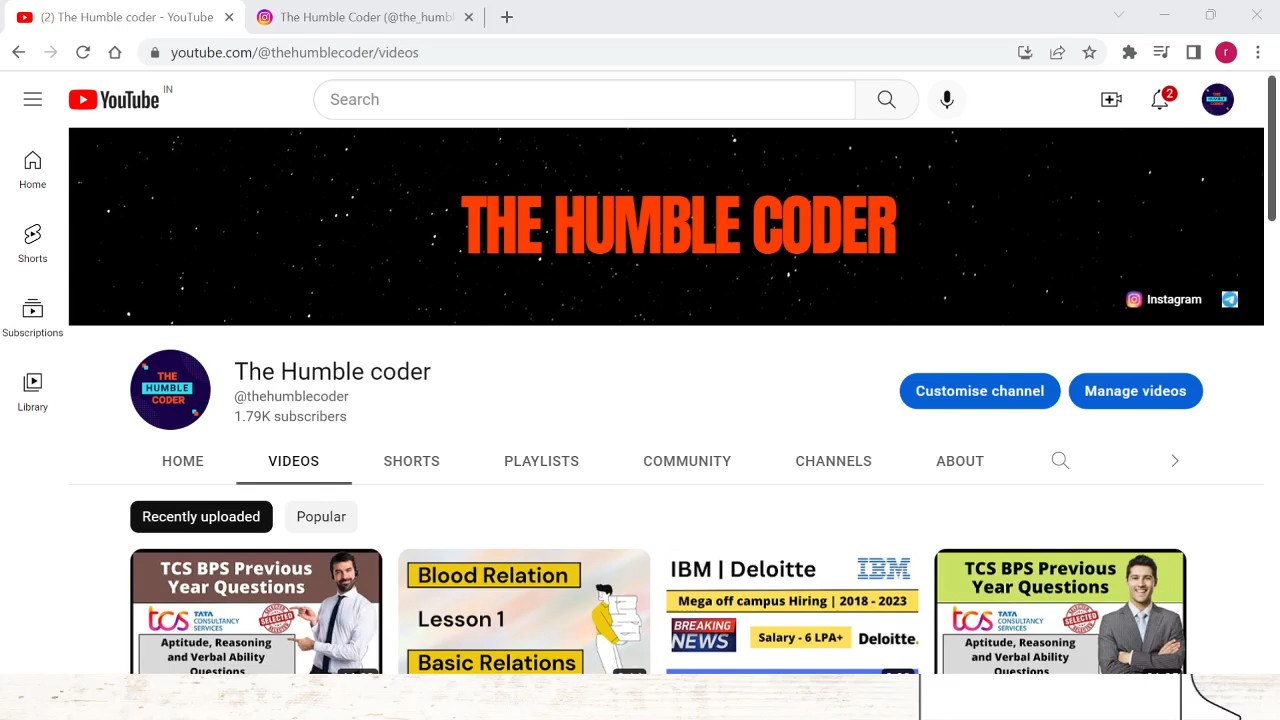 (2) The Humble coder - YouTube
The Humble Coder (@the_humbl
youtube.com/@thehumblecoder/videos
r
YouTube IN
Search
2
Home
Shorts
Subscriptions
Library
THE HUMBLE CODER
Instagram
THE
HUMBLE
CODER
The Humble coder
@thehumblecoder
1.79K subscribers
Customise channel
Manage videos
HOME
VIDEOS
SHORTS
PLAYLISTS
COMMUNITY
CHANNELS
ABOUT
Recently uploaded
Popular
TCS BPS Previous
Year Questions
tcs TATA
CONSULTANCY
SERVICES
SELECTED
Aptitude, Reasoning
and Verbal Ability
Questions
Blood Relation
Lesson 1
Basic Relations
IBM | Deloitte
IBM
Mega off campus Hiring | 2018 - 2023
BREAKING
NEWS
Salary - 6 LPA+
Deloitte.
TCS BPS Previous
Year Questions
tcs TATA
CONSULTANCY
SERVICES
SELECTED
Aptitude, Reasoning
and Verbal Ability
Questions